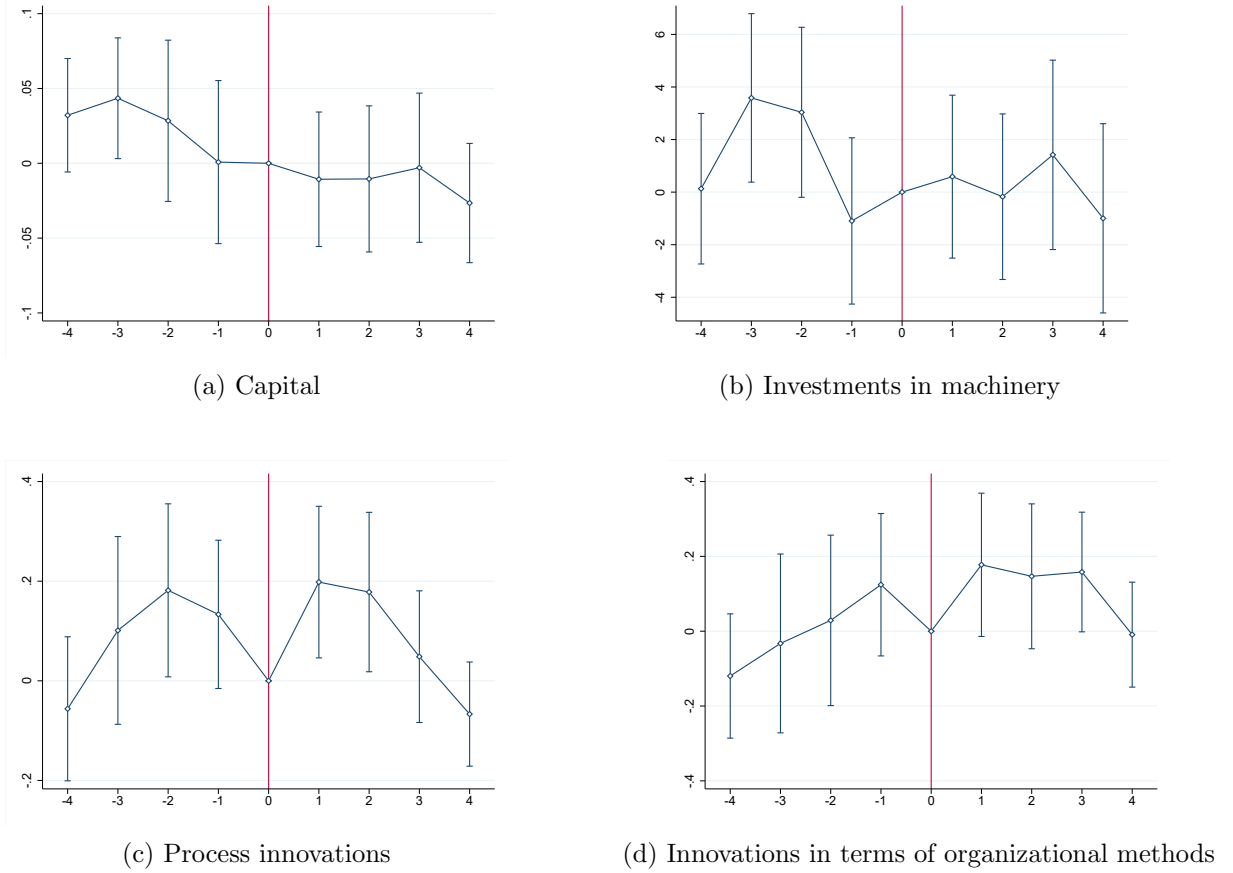 .1
.05
0
-.05
-.1
-4 -3 -2 -1 0 1 2 3 4
(a) Capital
6
4
2
0
-2
-4
-4 -3 -2 -1 0 1 2 3 4
(b) Investments in machinery
.4
.2
0
-.2
-4 -3 -2 -1 0 1 2 3 4
(c) Process innovations
.4
.2
0
-.2
-.4
-4 -3 -2 -1 0 1 2 3 4
(d) Innovations in terms of organizational methods